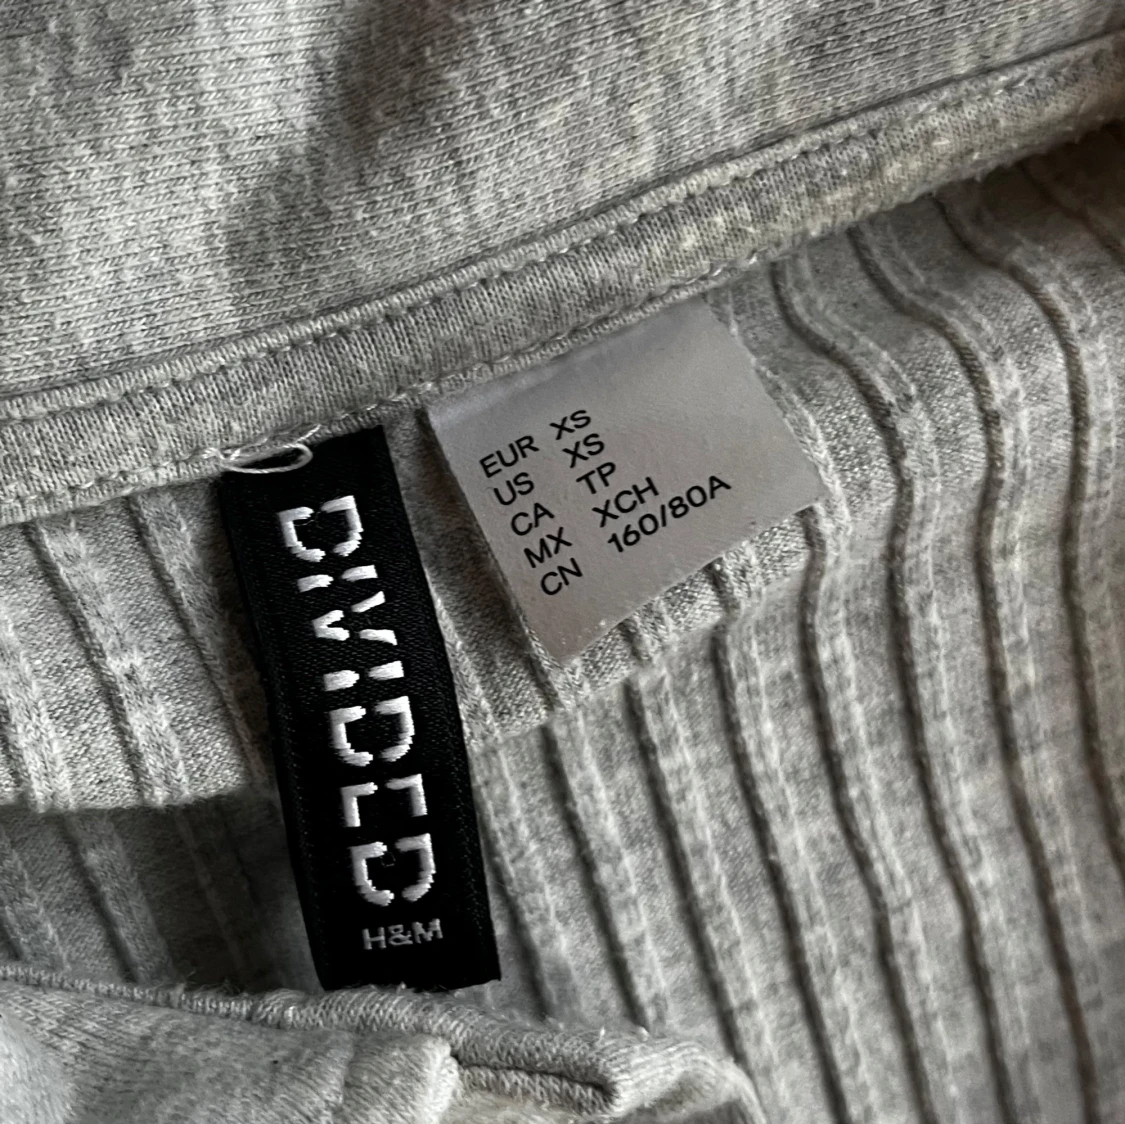 DIVIDED
H&M
EUR XS
US XS
CA TP
MX XCH
CN 160/80A